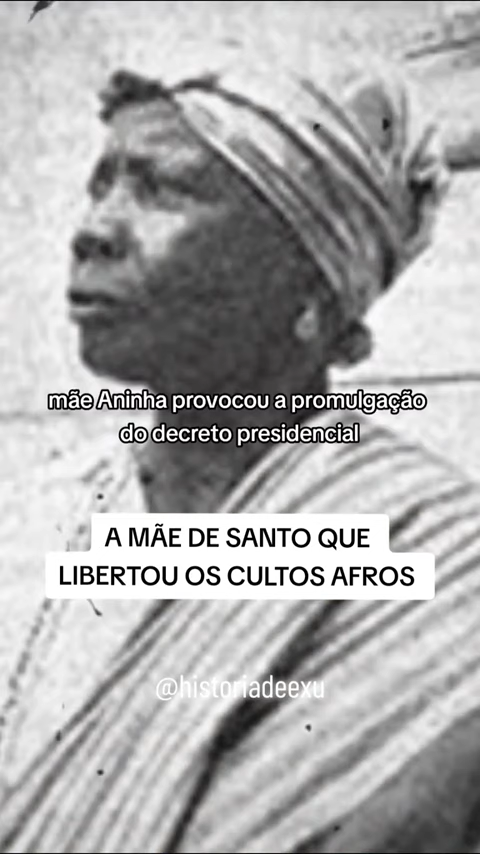 mãe Aninha provocou a promulgação
do decreto presidencial
A MÃE DE SANTO QUE
LIBERTOU OS CULTOS AFROS
@historiadeexu